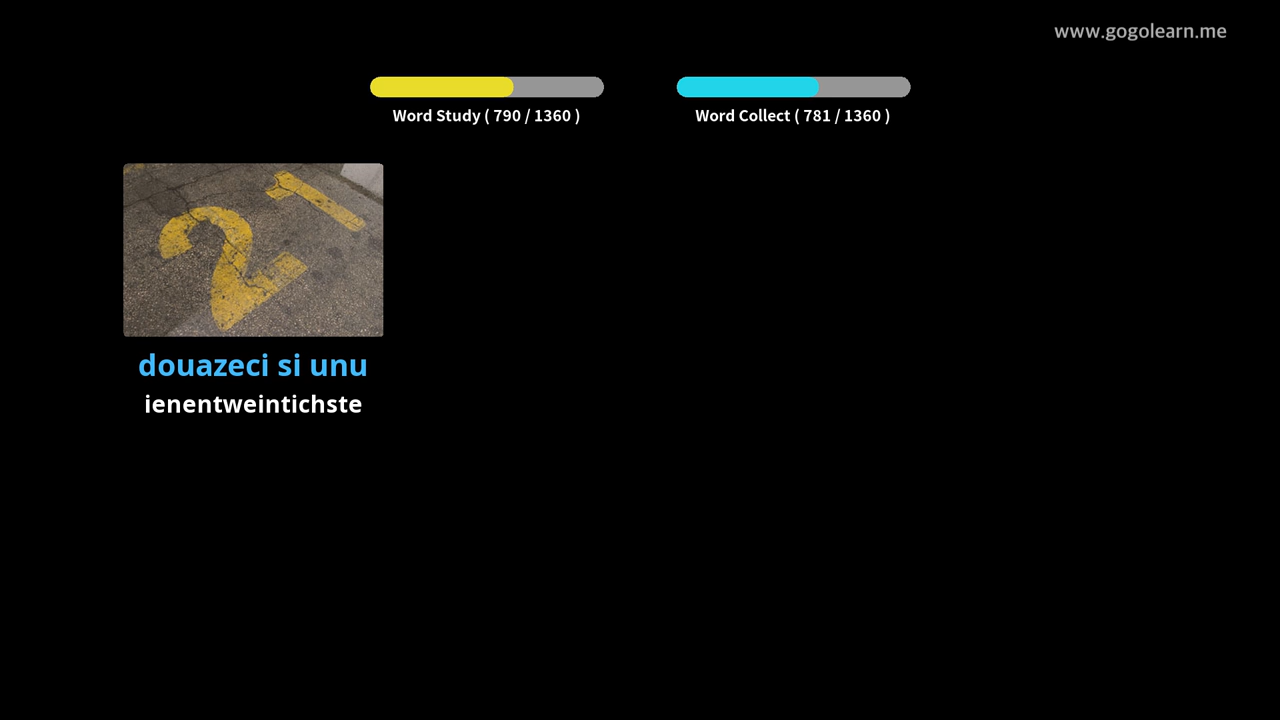 www.gogolearn.me
Word Study ( 790 / 1360 )
Word Collect ( 781 / 1360 )
21
douazeci si unu
ienentweintichste